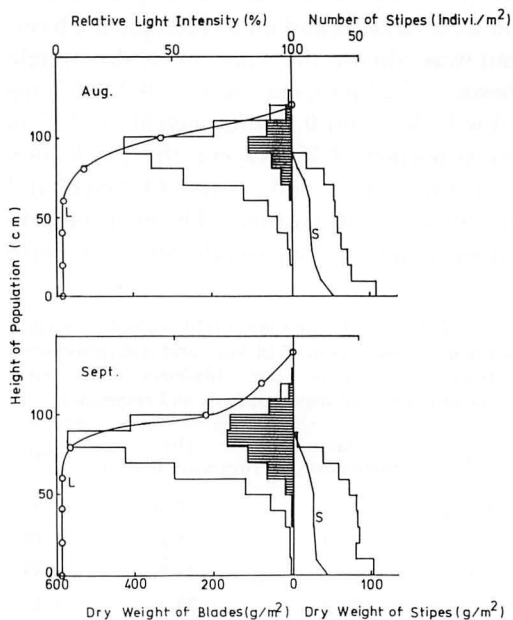 Relative Light Intensity (%) Number of Stipes (Indivi./m²)
0 50 100 0 50
Aug.
100
50
0
L
S
Height of Population (cm)
Sept.
100
50
0
L
S
600 400 200 0 100
Dry Weight of Blades (g/m²) Dry Weight of Stipes (g/m²)